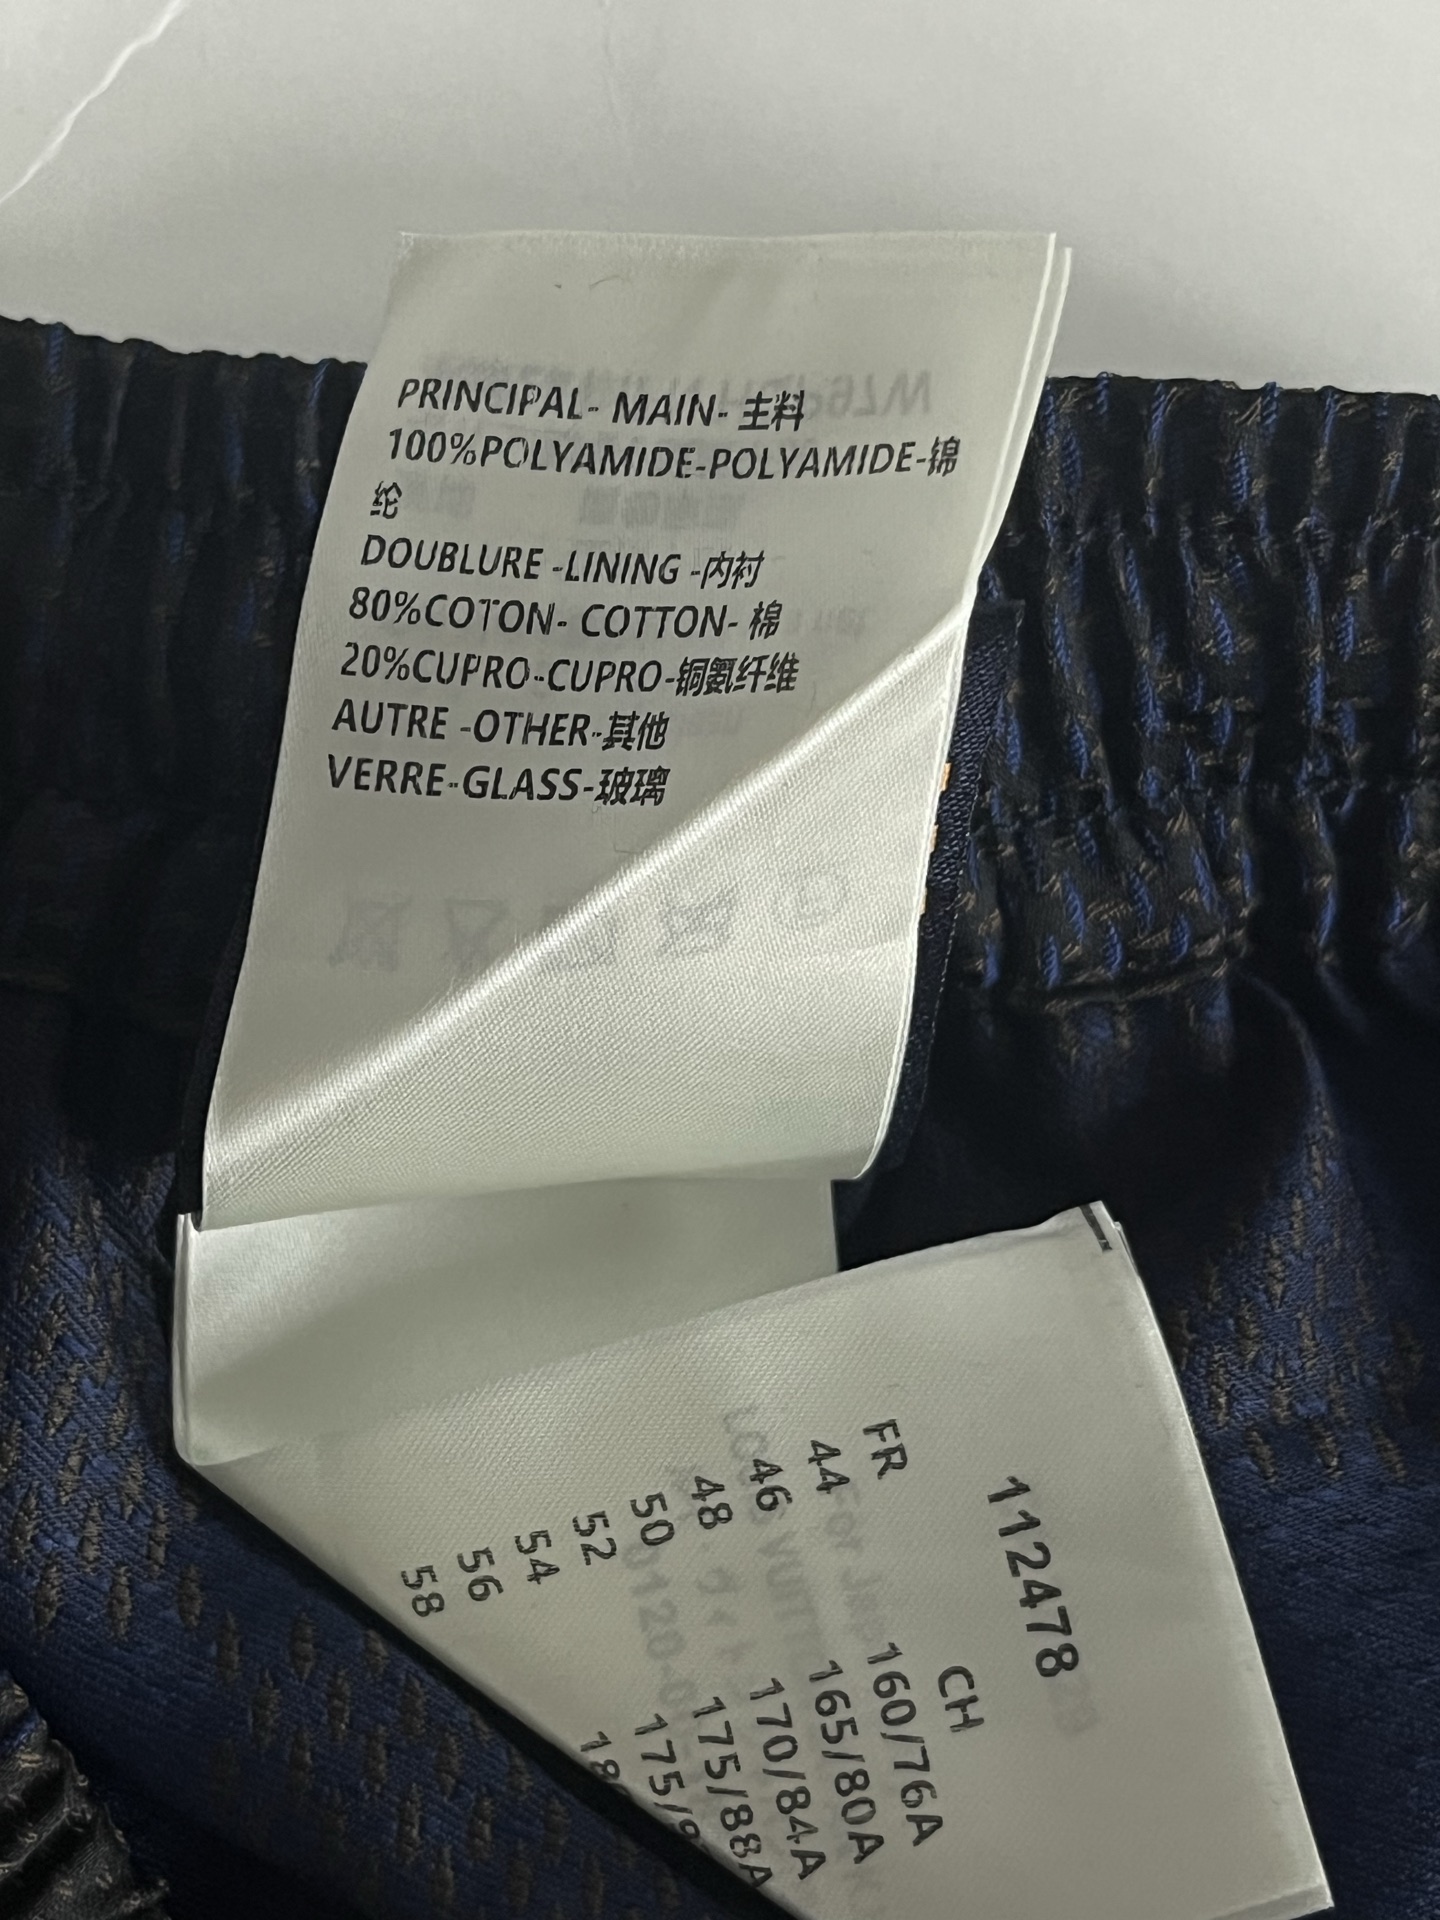 PRINCIPAL- MAIN- 主料
100%POLYAMIDE-POLYAMIDE-锦
纶
DOUBLURE -LINING -内衬
80%COTON- COTTON- 棉
20%CUPRO-CUPRO-铜氨纤维
AUTRE -OTHER-其他
VERRE-GLASS-玻璃
112478
FR CH
44 160/76A
46 165/80A
48 170/84A
50 175/88A
52
54
56
58